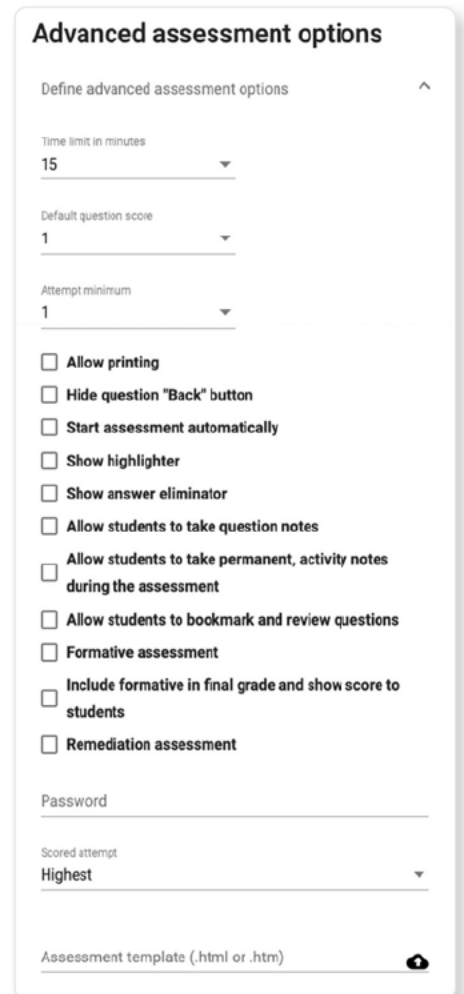 Advanced assessment options
Define advanced assessment options
Time limit in minutes
15
Default question score
1
Attempt minimum
1
Allow printing
Hide question "Back" button
Start assessment automatically
Show highlighter
Show answer eliminator
Allow students to take question notes
Allow students to take permanent, activity notes
during the assessment
Allow students to bookmark and review questions
Formative assessment
Include formative in final grade and show score to
students
Remediation assessment
Password
Scored attempt
Highest
Assessment template (.html or .htm)